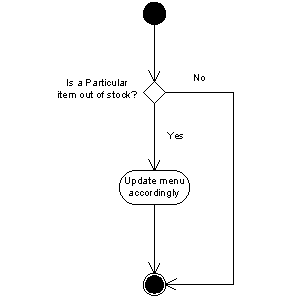 Is a Particular
item out of stock?
No
Yes
Update menu
accordingly